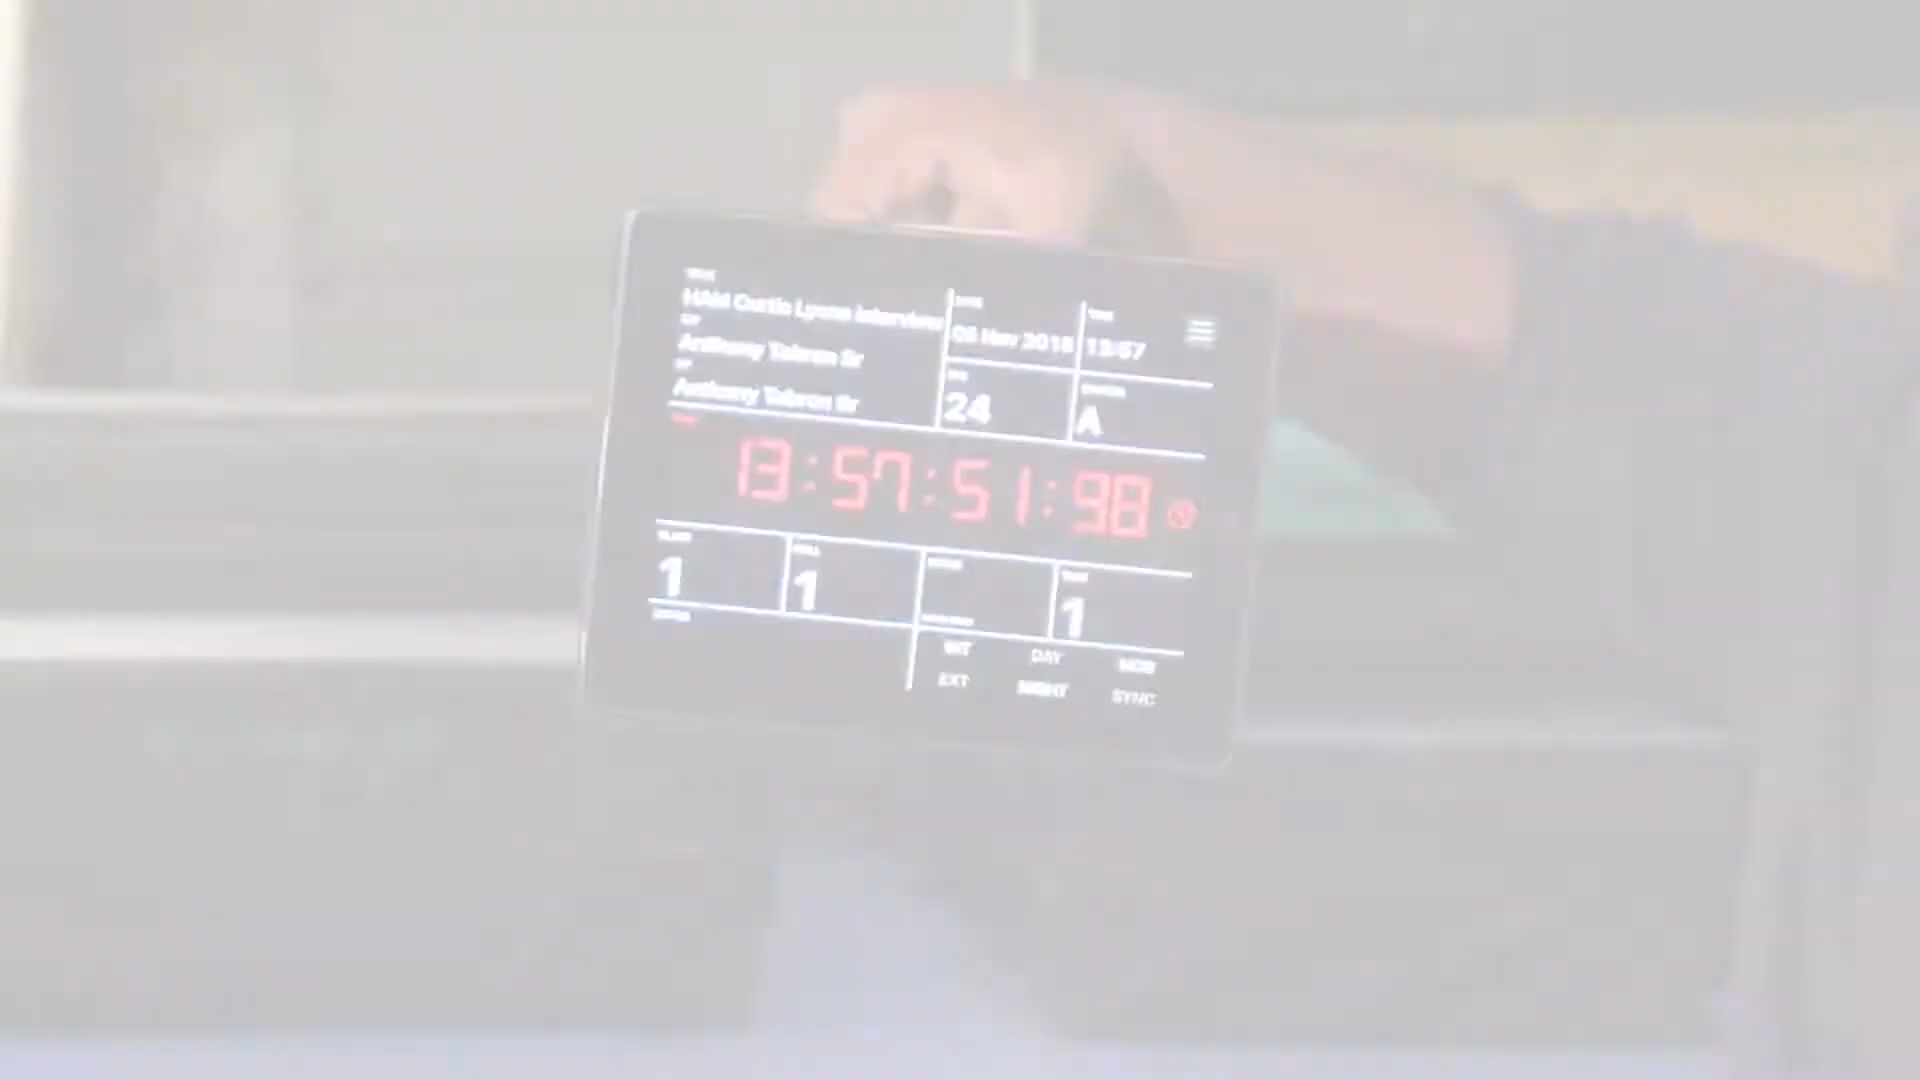 HAM Curtis Lyons Interview
05 Nov 2018
13:57
Anthony Tabron Sr
24
A
Anthony Tabron Sr
13:57:51:98
1
1
1
INT DAY MOS
EXT NIGHT SYNC